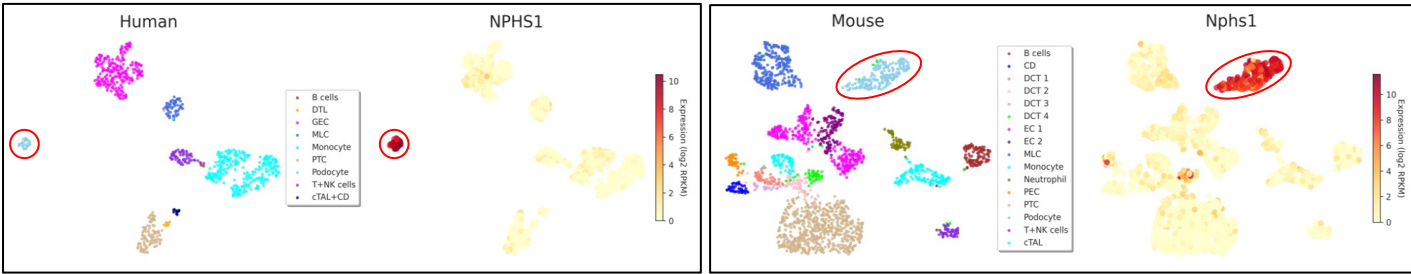 Human
NPHS1
B cells
DTL
GEC
MLC
Monocyte
PTC
Podocyte
T+NK cells
cTAL+CD
10
8
6
4
2
0
Expression (log2 RPKM)
Mouse
Nphs1
B cells
CD
DCT 1
DCT 2
DCT 3
DCT 4
EC 1
EC 2
MLC
Monocyte
Neutrophil
PEC
PTC
Podocyte
T+NK cells
cTAL
10
8
6
4
2
0
Expression (log2 RPKM)